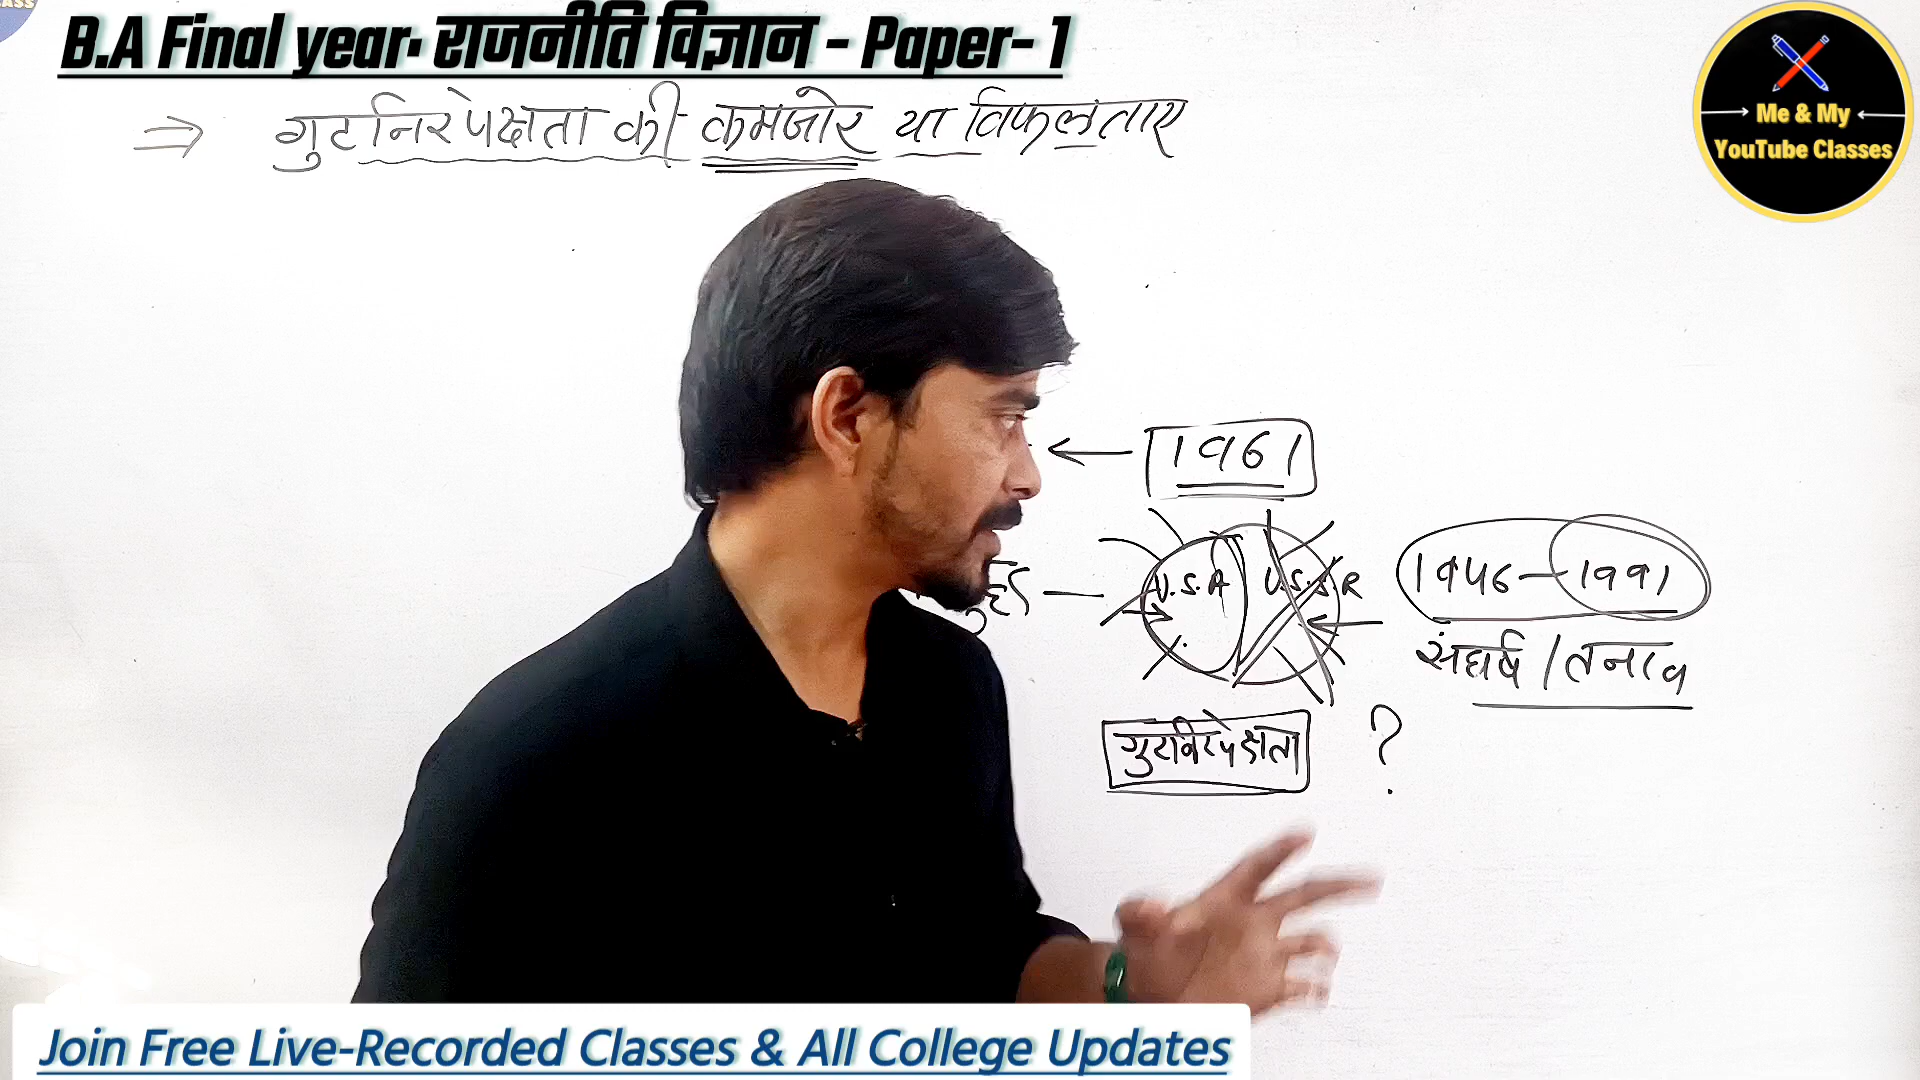 B.A Final year. राजनीति विज्ञान - Paper- 1
⇒ गुटनिरपेक्षता की कमजोर या विफलताए
Me & My
YouTube Classes
← 1961
U.S.A U.S.S.R
1946 - 1991
संघर्ष / तनाव
गुटनिरपेक्षता ?
Join Free Live-Recorded Classes & All College Updates